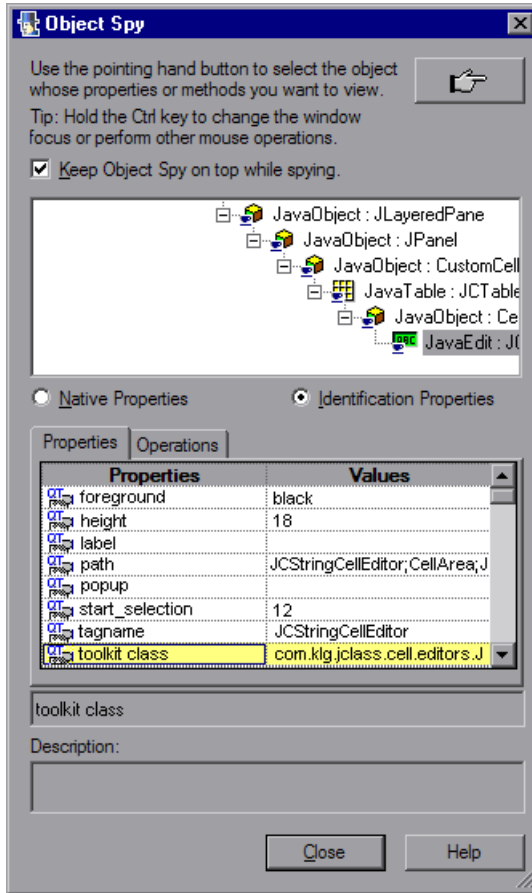 Object Spy
Use the pointing hand button to select the object
whose properties or methods you want to view.
Tip: Hold the Ctrl key to change the window
focus or perform other mouse operations.
Keep Object Spy on top while spying.
JavaObject : JLayeredPane
JavaObject : JPanel
JavaObject : CustomCell
JavaTable : JCTable
JavaObject : Ce
JavaEdit : JC
Native Properties
Identification Properties
Properties
Operations
Properties Values
foreground black
height 18
label
path JCStringCellEditor;CellArea;J
popup
start_selection 12
tagname JCStringCellEditor
toolkit class com.klg.jclass.cell.editors.J
toolkit class
Description:
Close
Help